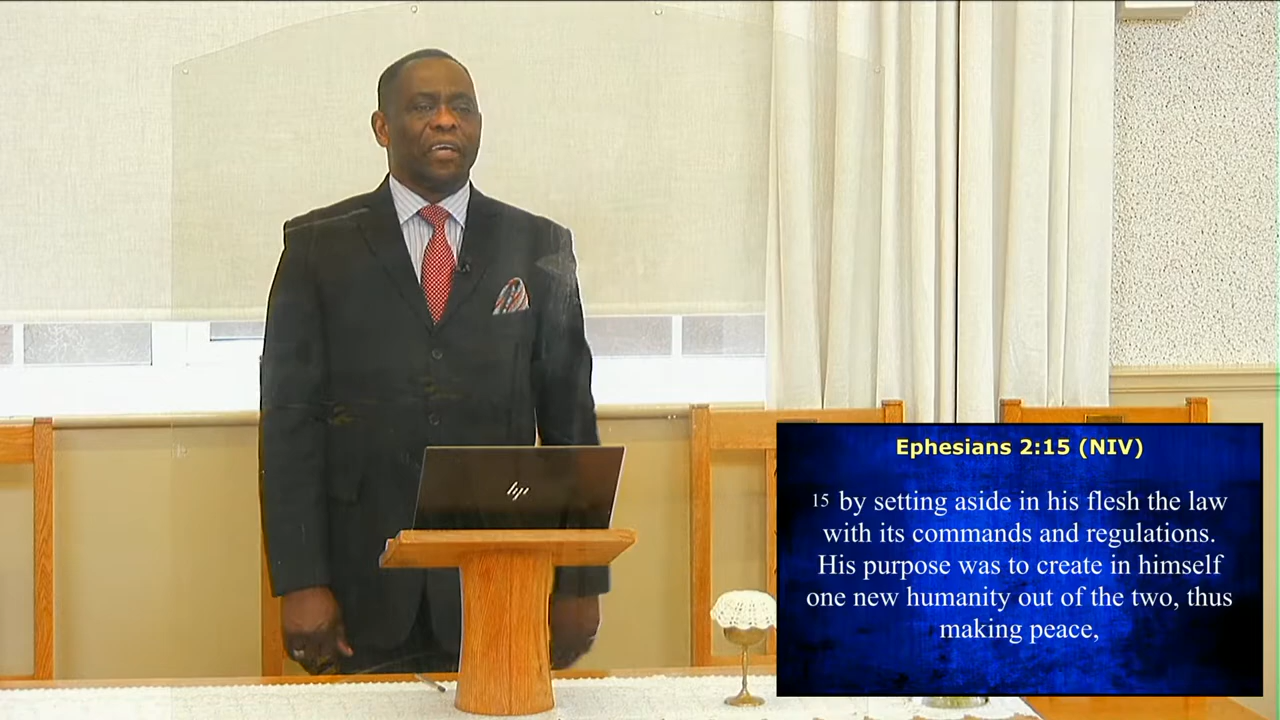 hp
Ephesians 2:15 (NIV)
15 by setting aside in his flesh the law
with its commands and regulations.
His purpose was to create in himself
one new humanity out of the two, thus
making peace,